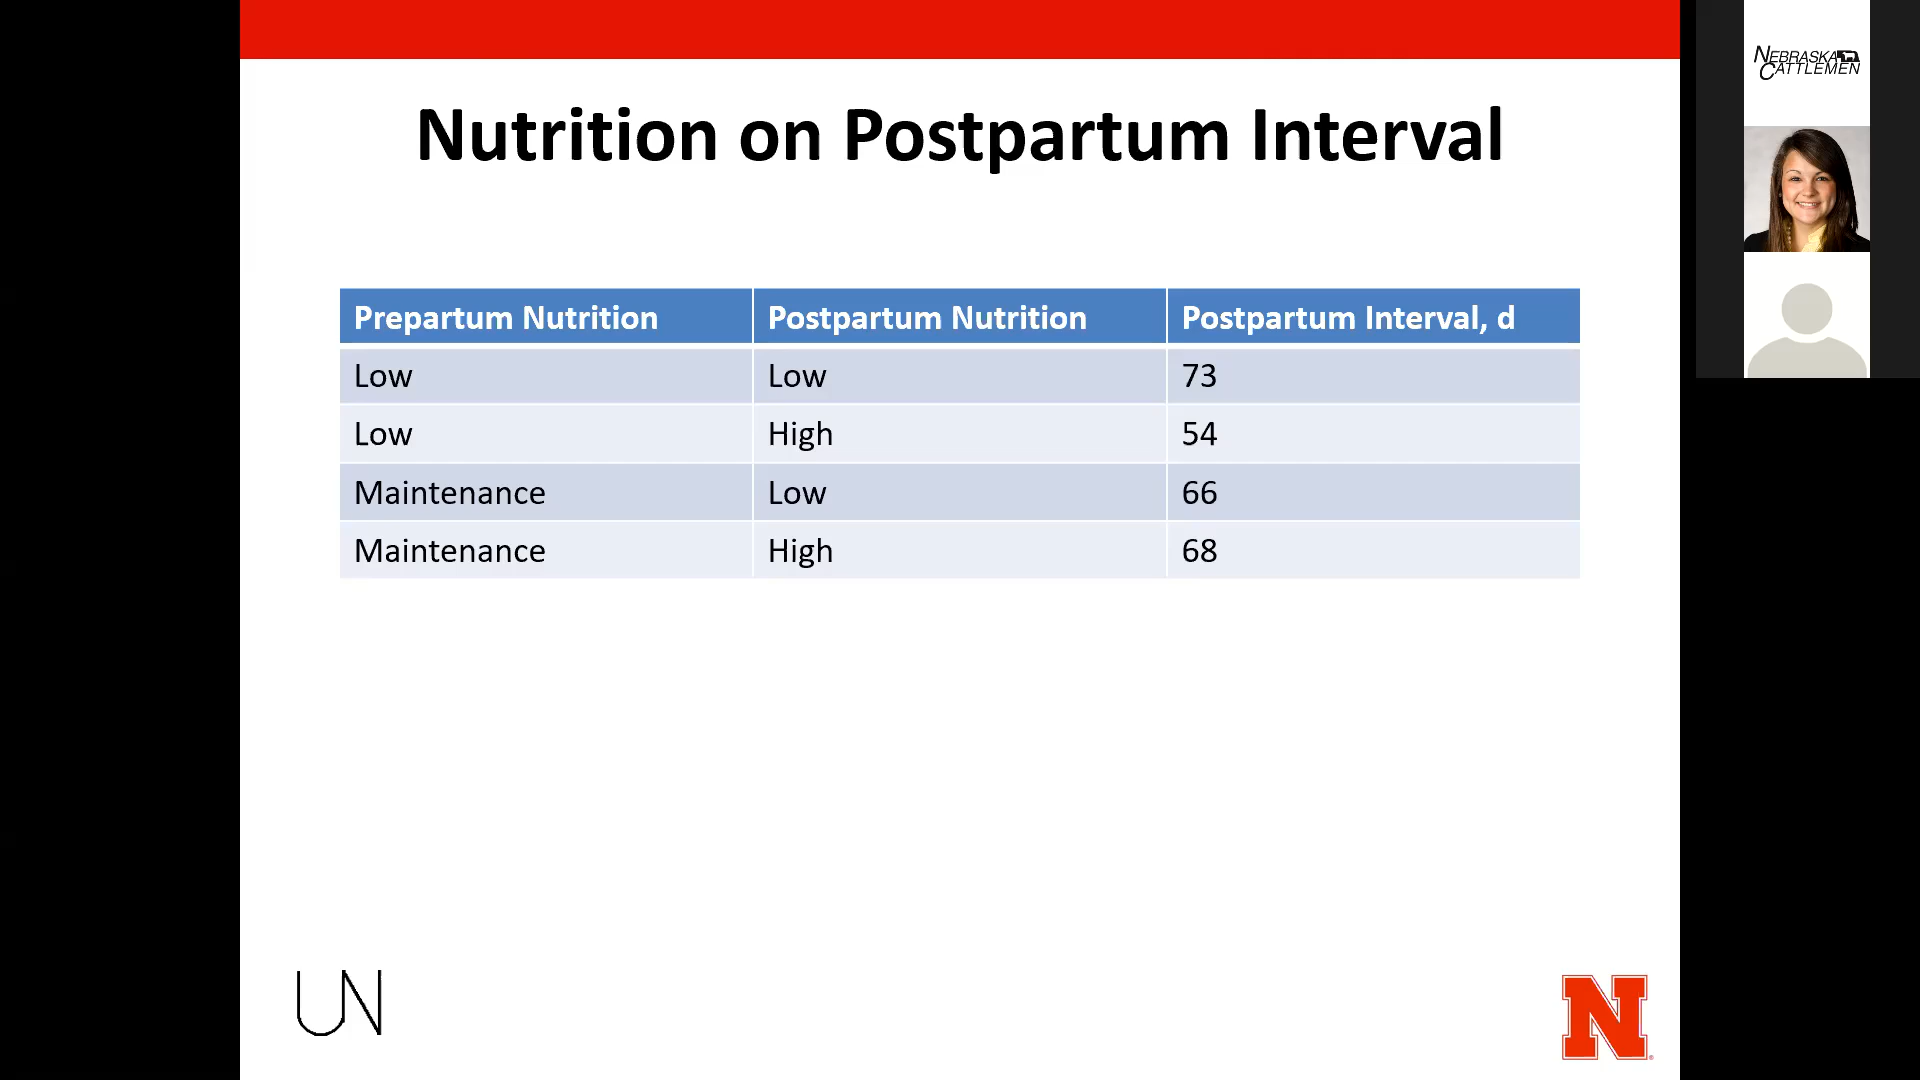 Nutrition on Postpartum Interval
Prepartum Nutrition Postpartum Nutrition Postpartum Interval, d
Low Low 73
Low High 54
Maintenance Low 66
Maintenance High 68
NEBRASKA
CATTLEMEN
UN
N